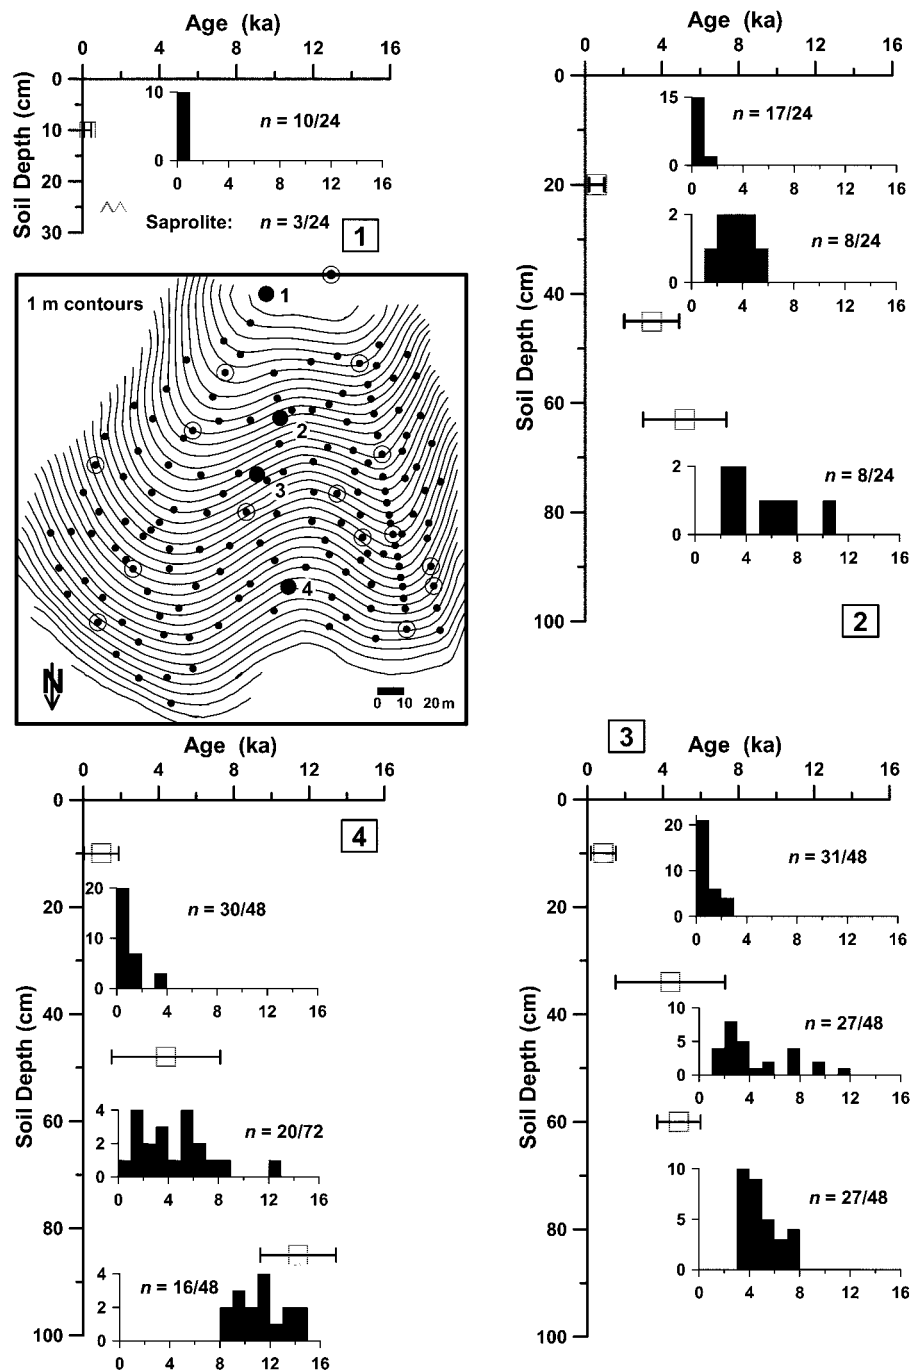 Age (ka)
0 4 8 12 16
Soil Depth (cm)
0
10
20
30
10
0
0 4 8 12 16
n = 10/24
Saprolite: n = 3/24
1
1 m contours
1
2
3
4
N
0 10 20 m
Age (ka)
0 4 8 12 16
Soil Depth (cm)
0
20
40
60
80
100
15
0
0 4 8 12 16
n = 17/24
2
0
0 4 8 12 16
n = 8/24
2
0
0 4 8 12 16
n = 8/24
2
Age (ka)
0 4 8 12 16
Soil Depth (cm)
0
20
40
60
80
100
4
20
10
0
0 4 8 12 16
n = 30/48
4
2
0
0 4 8 12 16
n = 20/72
4
2
0
0 4 8 12 16
n = 16/48
3
Age (ka)
0 4 8 12 16
Soil Depth (cm)
0
20
40
60
80
100
20
10
0
0 4 8 12 16
n = 31/48
10
5
0
0 4 8 12 16
n = 27/48
10
5
0
0 4 8 12 16
n = 27/48